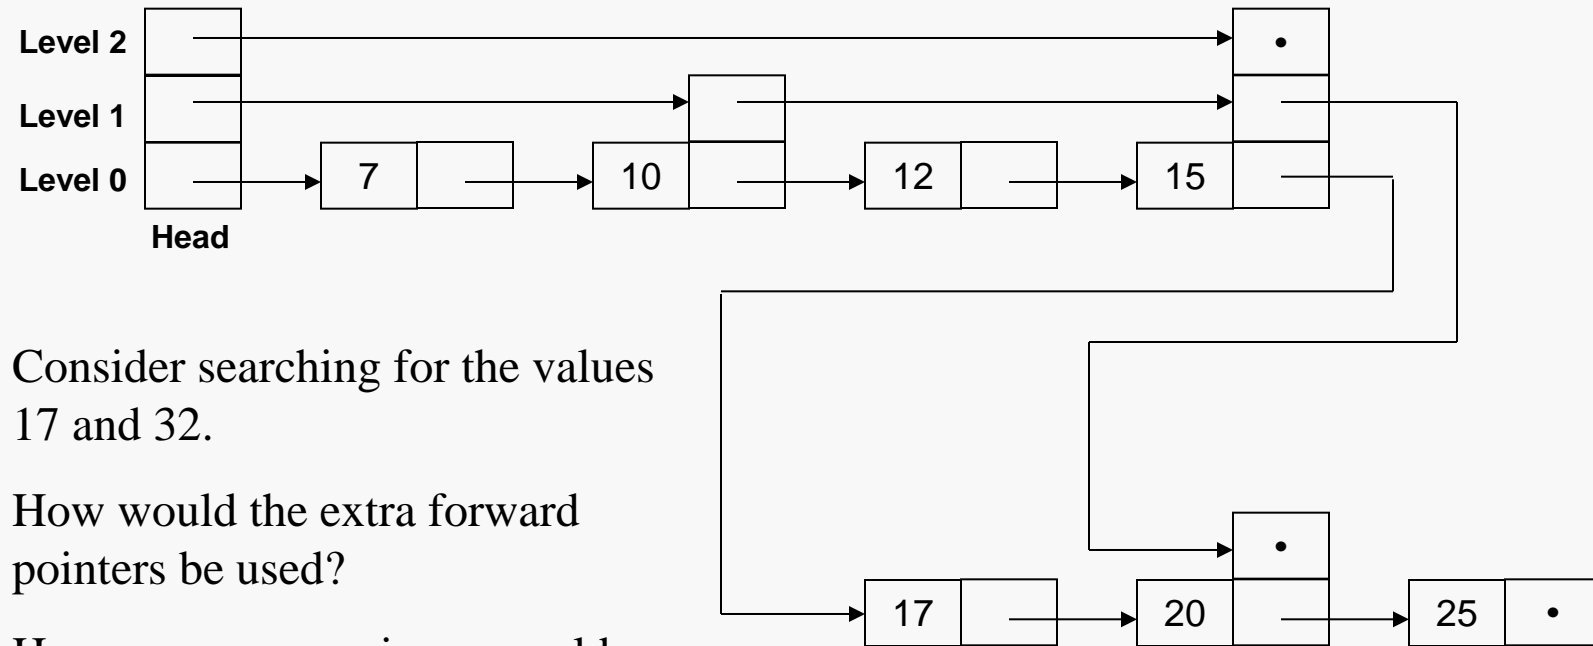 Level 2
•
Level 1
Level 0
7
10
12
15
Head
Consider searching for the values
17 and 32.
How would the extra forward
pointers be used?
•
17
20
25
•